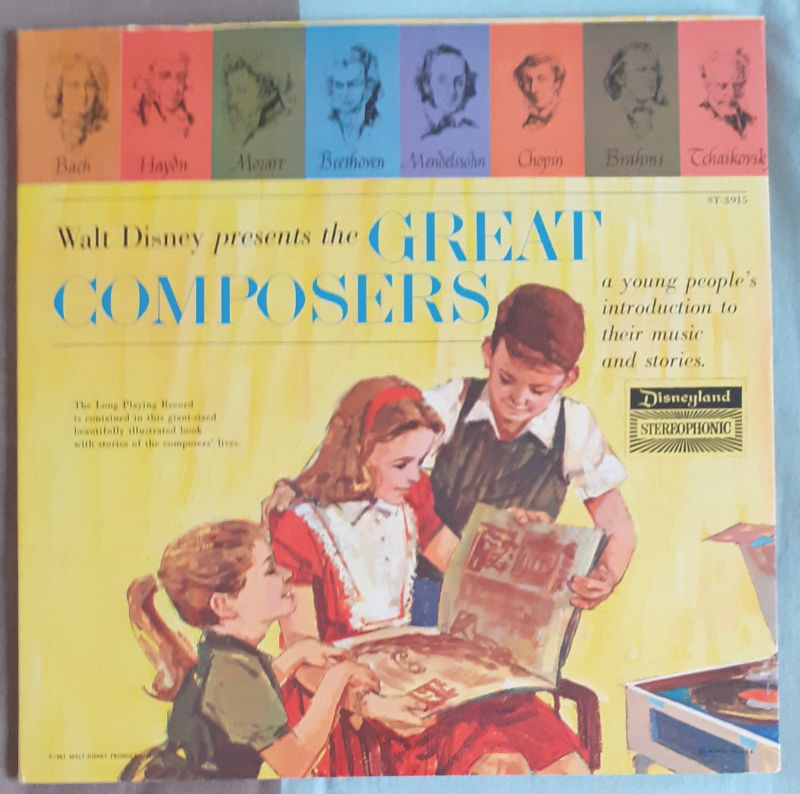 Bach Haydn Mozart Beethoven Mendelssohn Chopin Brahms Tchaikovsk
ST-3915
Walt Disney presents the GREAT
COMPOSERS
a young people's
introduction to
their music
and stories.
Disneyland
STEREOPHONIC
The Long Playing Record
is contained in this giant-sized
beautifully illustrated book
with stories of the composers' lives.
WALT DISNEY